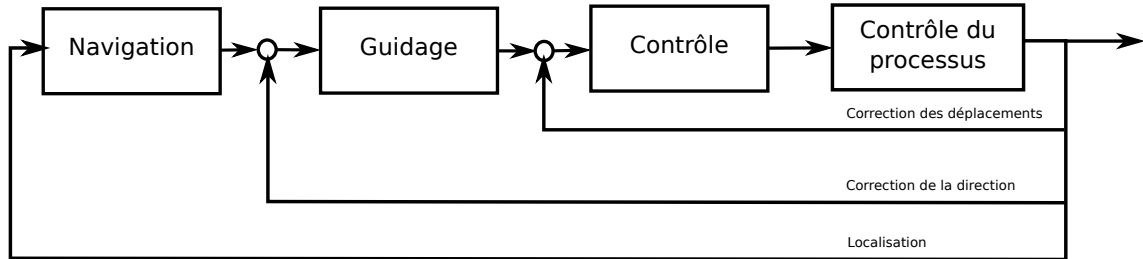 Navigation
Guidage
Contrôle
Contrôle du
processus
Correction des déplacements
Correction de la direction
Localisation